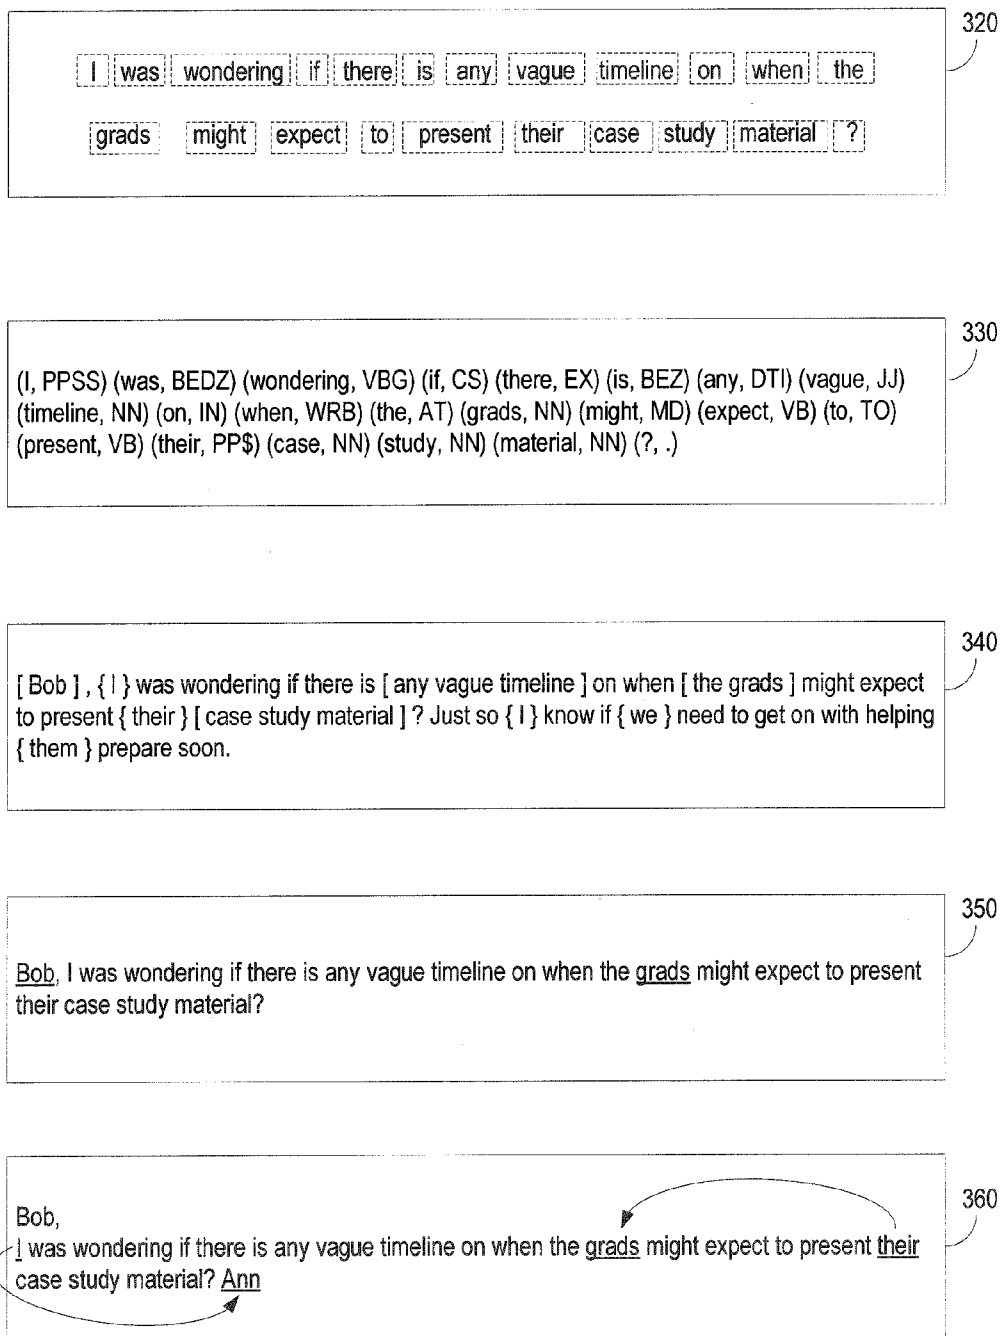 320
I was wondering if there is any vague timeline on when the
grads might expect to present their case study material ?
330
(I, PPSS) (was, BEDZ) (wondering, VBG) (if, CS) (there, EX) (is, BEZ) (any, DTI) (vague, JJ)
(timeline, NN) (on, IN) (when, WRB) (the, AT) (grads, NN) (might, MD) (expect, VB) (to, TO)
(present, VB) (their, PP$) (case, NN) (study, NN) (material, NN) (?, .)
340
[ Bob ] , { I } was wondering if there is [ any vague timeline ] on when [ the grads ] might expect
to present { their } [ case study material ] ? Just so { I } know if { we } need to get on with helping
{ them } prepare soon.
350
Bob, I was wondering if there is any vague timeline on when the grads might expect to present
their case study material?
360
Bob,
I was wondering if there is any vague timeline on when the grads might expect to present their
case study material? Ann